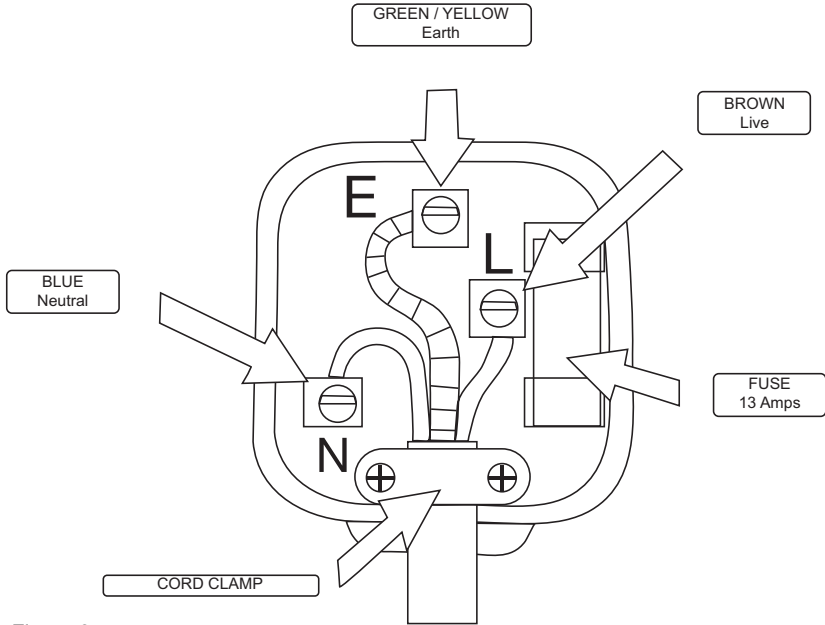 GREEN / YELLOW
Earth
BROWN
Live
E
L
BLUE
Neutral
FUSE
13 Amps
N
CORD CLAMP